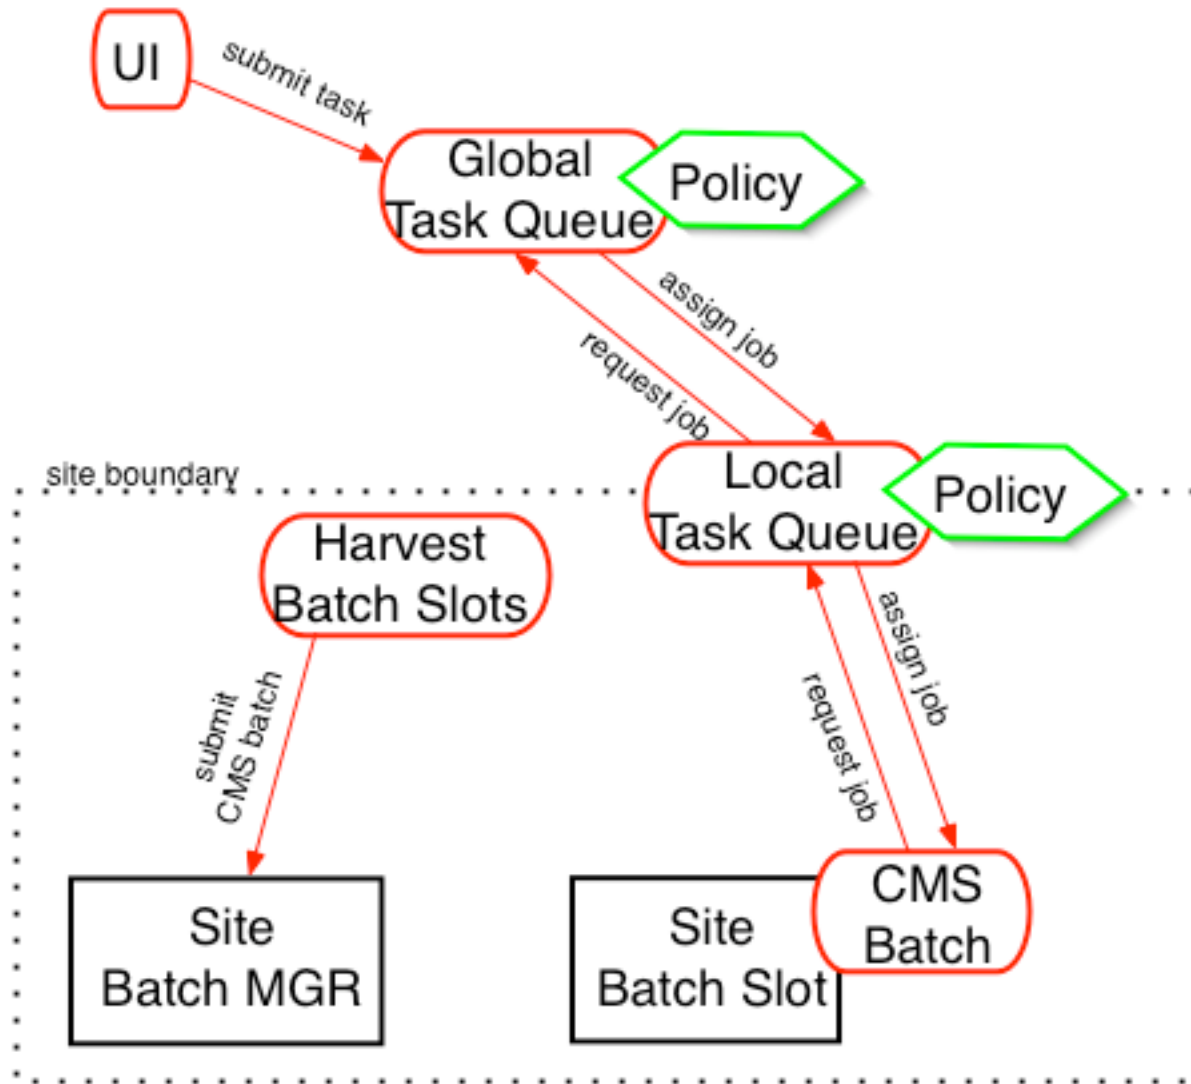 UI
submit task
Global
Task Queue
Policy
assign job
request job
site boundary
Local
Task Queue
Policy
Harvest
Batch Slots
assign job
request job
submit
CMS batch
Site
Batch MGR
Site
Batch Slot
CMS
Batch